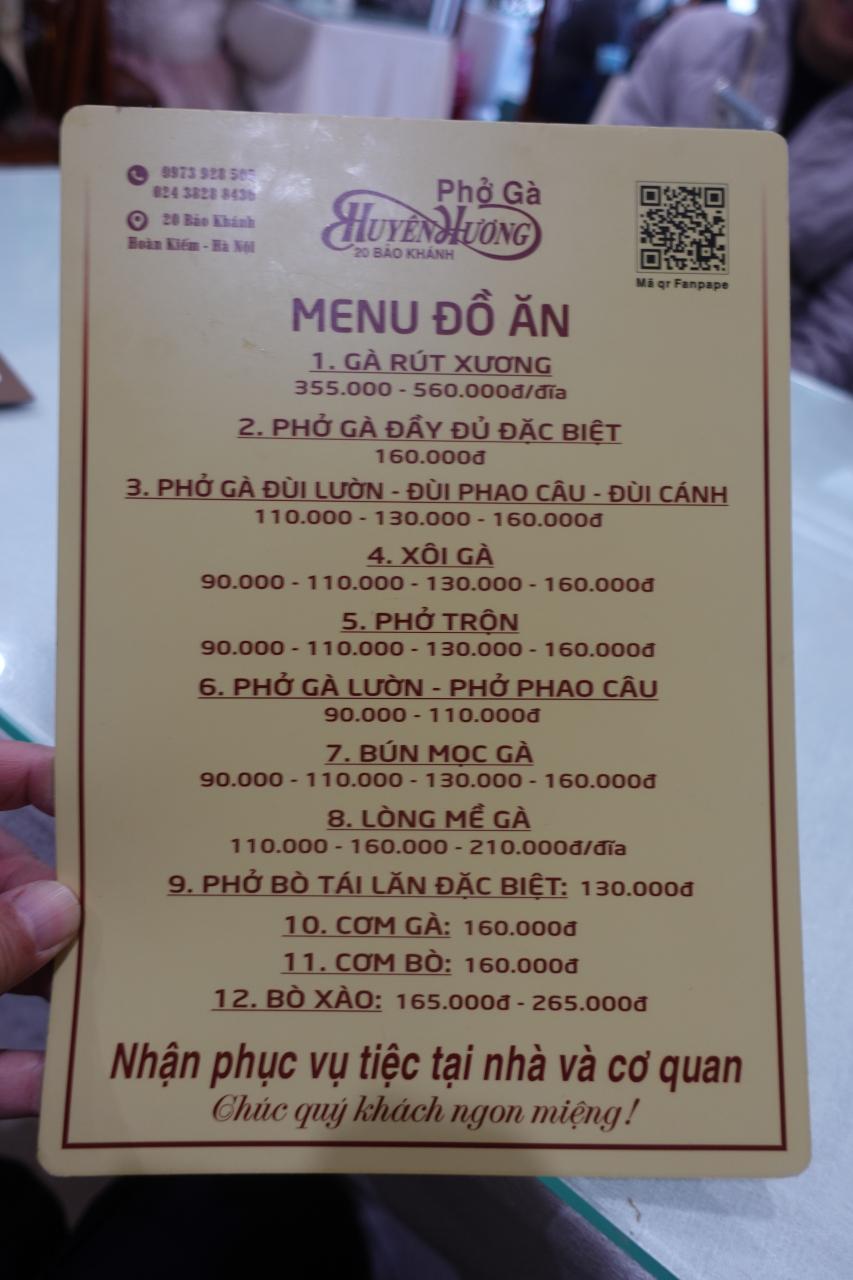 0973 928
024 3828
20 Bảo Khánh
Hoàn Kiếm - Hà Nội
Phở Gà
HUYỀN HƯƠNG
20 BẢO KHÁNH
Mã qr Fanpape
MENU ĐỒ ĂN
1. GÀ RÚT XƯƠNG
355.000 - 560.000đ/đĩa
2. PHỞ GÀ ĐẦY ĐỦ ĐẶC BIỆT
160.000đ
3. PHỞ GÀ ĐÙI LƯỜN - ĐÙI PHAO CÂU - ĐÙI CÁNH
110.000 - 130.000 - 160.000đ
4. XÔI GÀ
90.000 - 110.000 - 130.000 - 160.000đ
5. PHỞ TRỘN
90.000 - 110.000 - 130.000 - 160.000đ
6. PHỞ GÀ LƯỜN - PHỞ PHAO CÂU
90.000 - 110.000đ
7. BÚN MỌC GÀ
90.000 - 110.000 - 130.000 - 160.000đ
8. LÒNG MỀ GÀ
110.000 - 160.000 - 210.000đ/đĩa
9. PHỞ BÒ TÁI LĂN ĐẶC BIỆT: 130.000đ
10. CƠM GÀ: 160.000đ
11. CƠM BÒ: 160.000đ
12. BÒ XÀO: 165.000đ - 265.000đ
Nhận phục vụ tiệc tại nhà và cơ quan
Chúc quý khách ngon miệng!